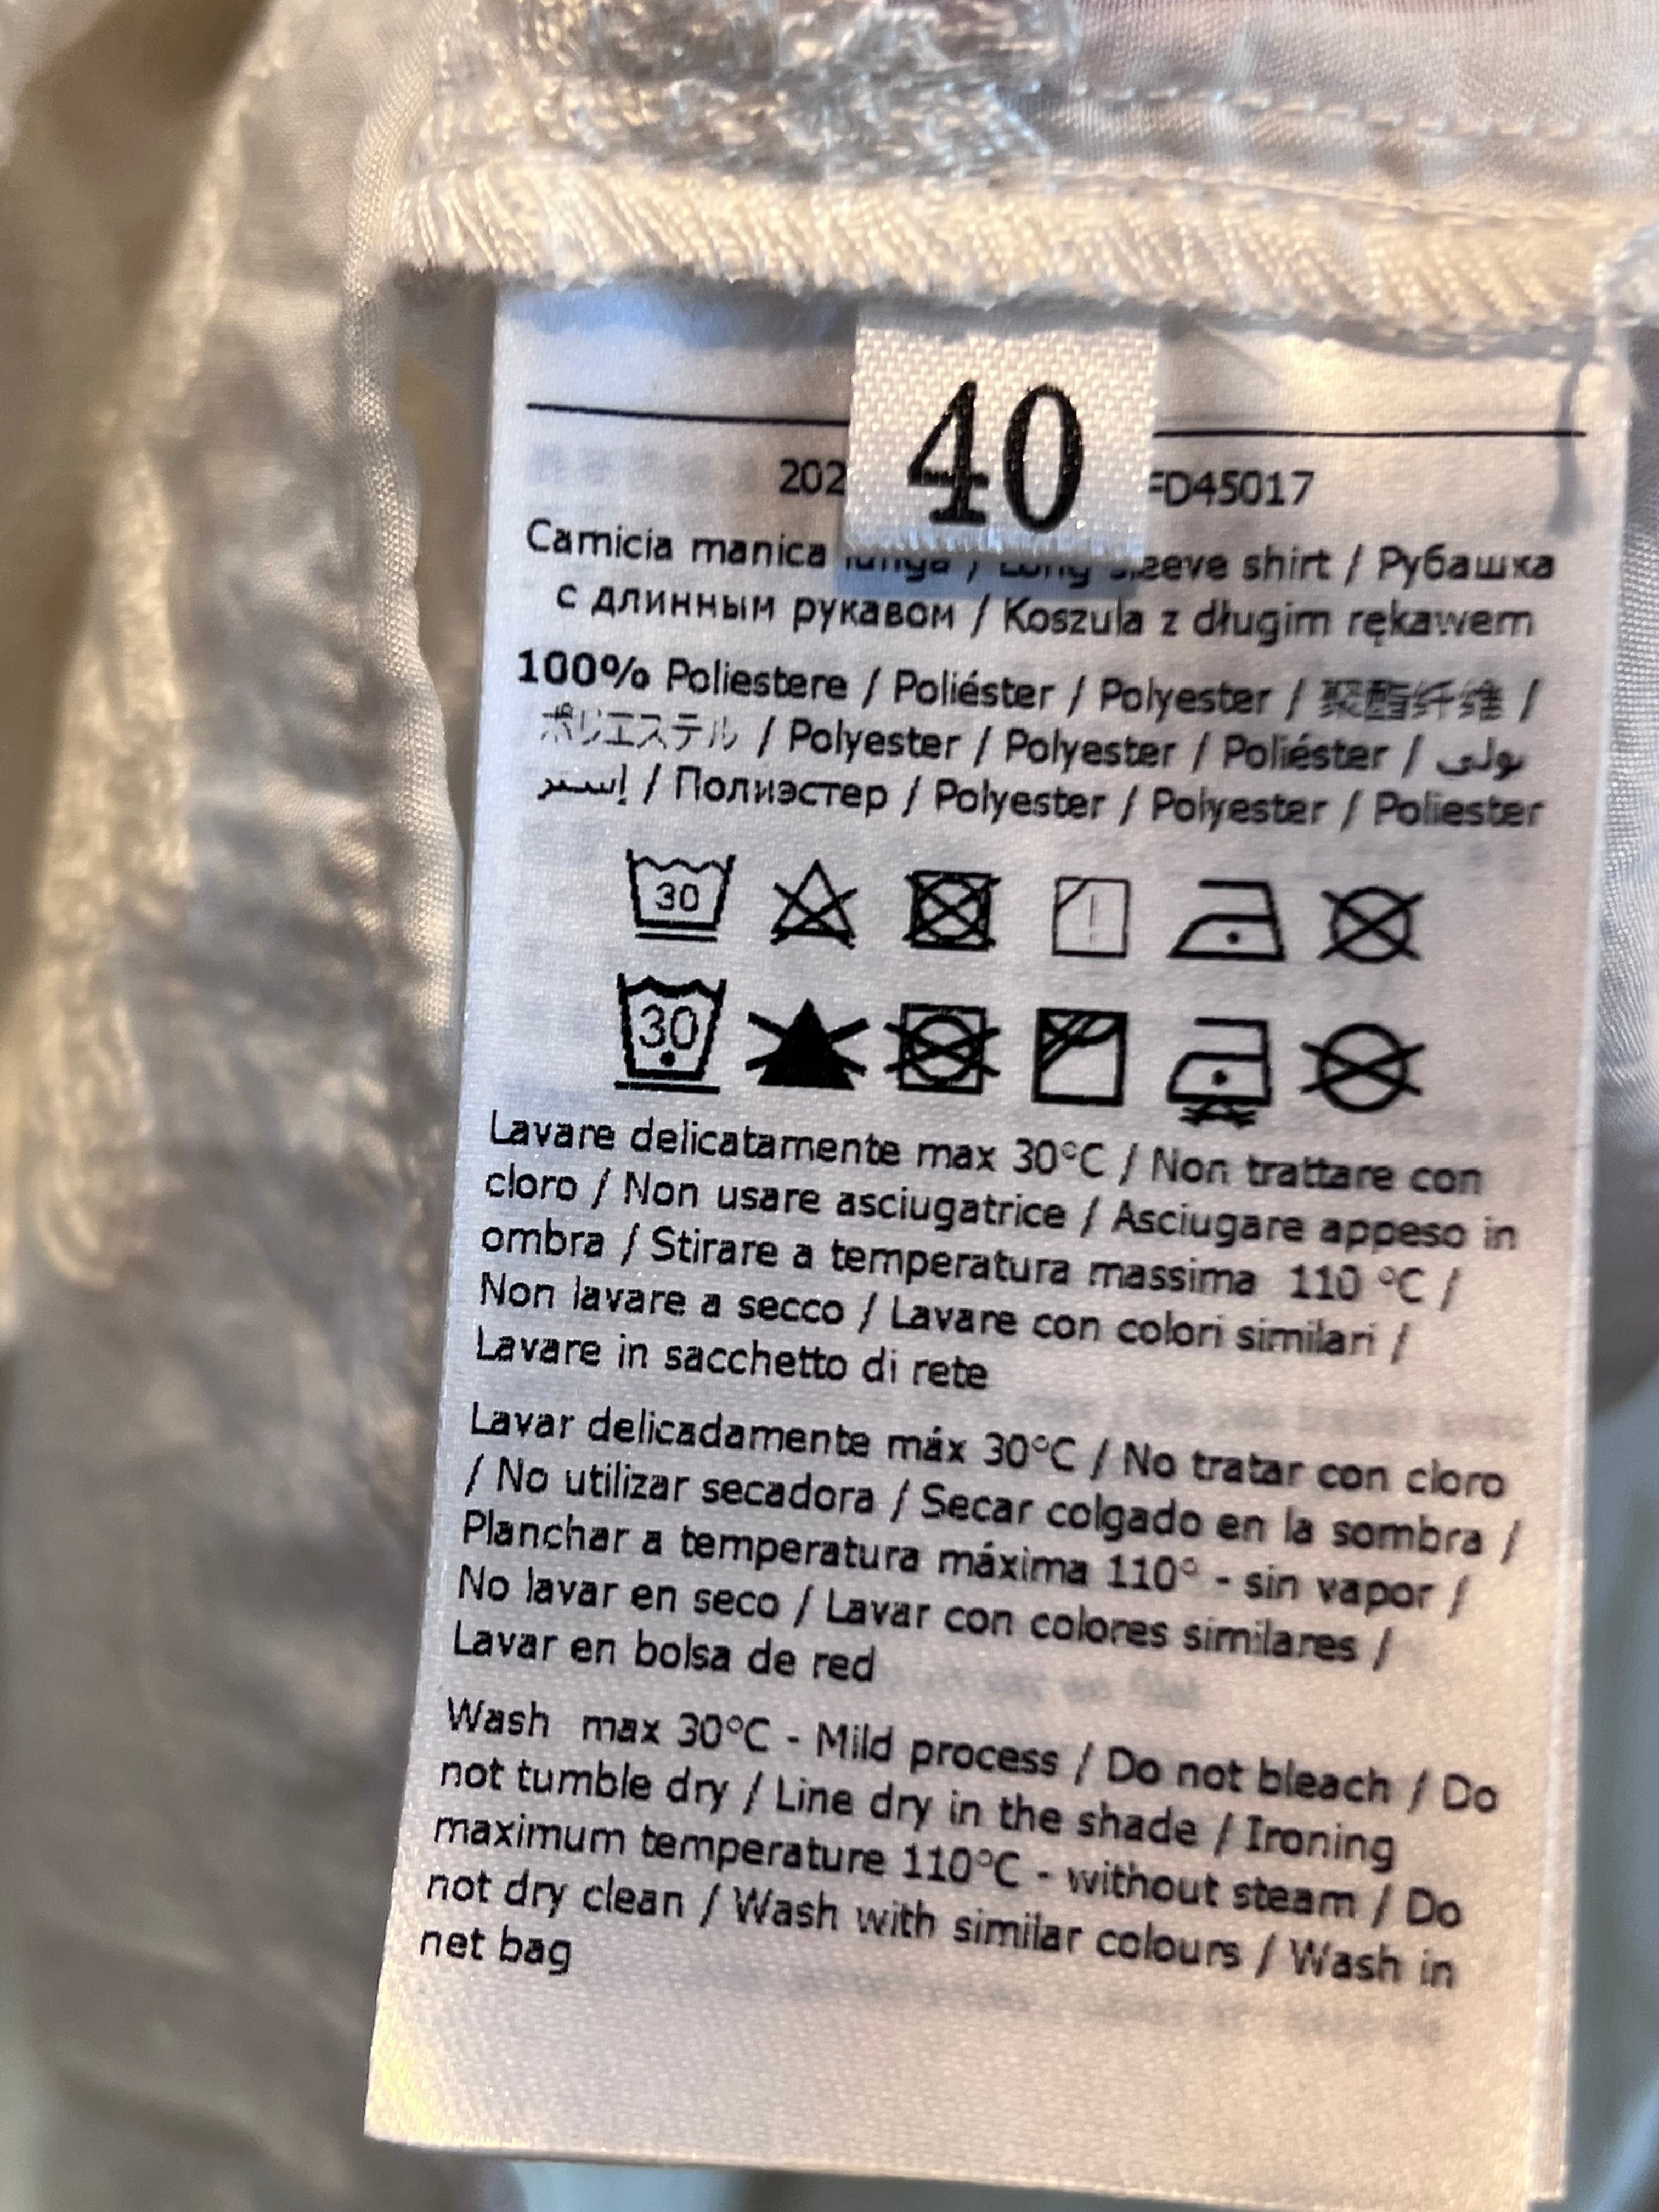 40
202 FD45017
Camicia manica lunga / Long sleeve shirt / Рубашка
с длинным рукавом / Koszula z długim rękawem
100% Poliestere / Poliéster / Polyester / 聚酯纤维 /
ポリエステル / Polyester / Polyester / Poliéster / بولي
إستر / Полиэстер / Polyester / Polyester / Poliester
30
30
Lavare delicatamente max 30°C / Non trattare con
cloro / Non usare asciugatrice / Asciugare appeso in
ombra / Stirare a temperatura massima 110 °C /
Non lavare a secco / Lavare con colori similari /
Lavare in sacchetto di rete
Lavar delicadamente máx 30°C / No tratar con cloro
/ No utilizar secadora / Secar colgado en la sombra /
Planchar a temperatura máxima 110° - sin vapor /
No lavar en seco / Lavar con colores similares /
Lavar en bolsa de red
Wash max 30°C - Mild process / Do not bleach / Do
not tumble dry / Line dry in the shade / Ironing
maximum temperature 110°C - without steam / Do
not dry clean / Wash with similar colours / Wash in
net bag